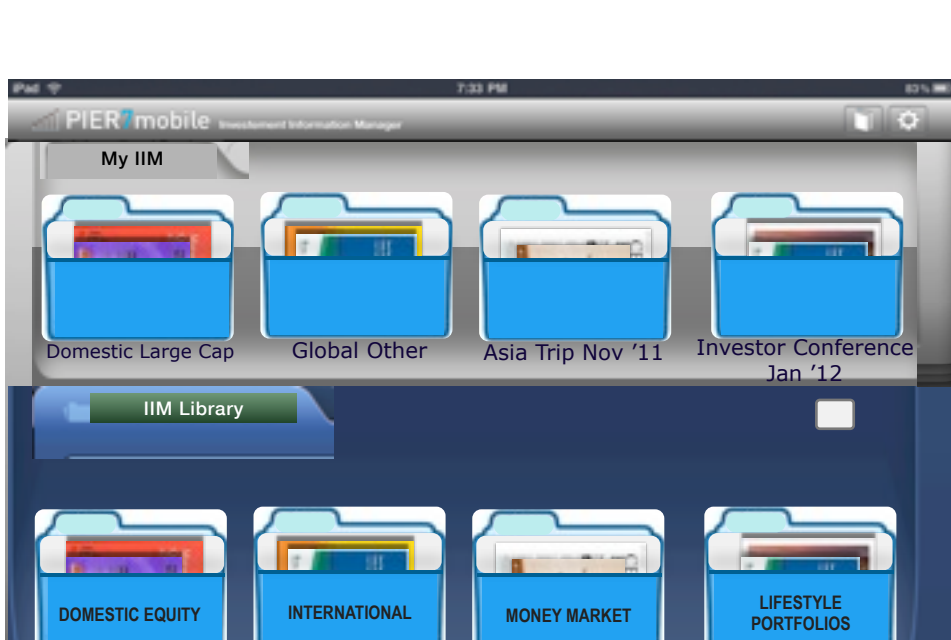 iPad 7:33 PM 83%
PIER7mobile Investement Information Manager
My IIM
Domestic Large Cap
Global Other
Asia Trip Nov ’11
Investor Conference
Jan ’12
IIM Library
DOMESTIC EQUITY
INTERNATIONAL
MONEY MARKET
LIFESTYLE
PORTFOLIOS